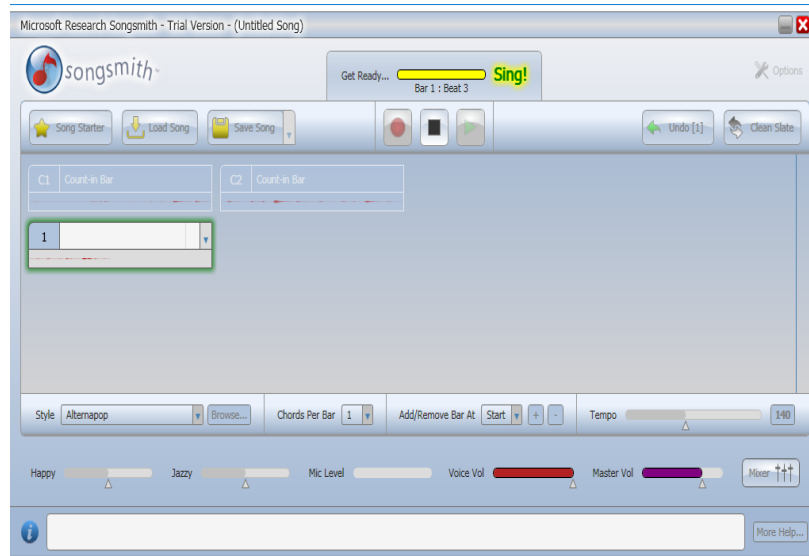 Microsoft Research Songsmith - Trial Version - (Untitled Song)
songsmith
Get Ready... Sing!
Bar 1 : Beat 3
Options
Song Starter Load Song Save Song Undo [1] Clean Slate
C1 Count-in Bar C2 Count-in Bar
1
Style Alternapop Browse... Chords Per Bar 1 Add/Remove Bar At Start + - Tempo 140
Happy Jazzy Mic Level Voice Vol Master Vol Mixer
More Help...